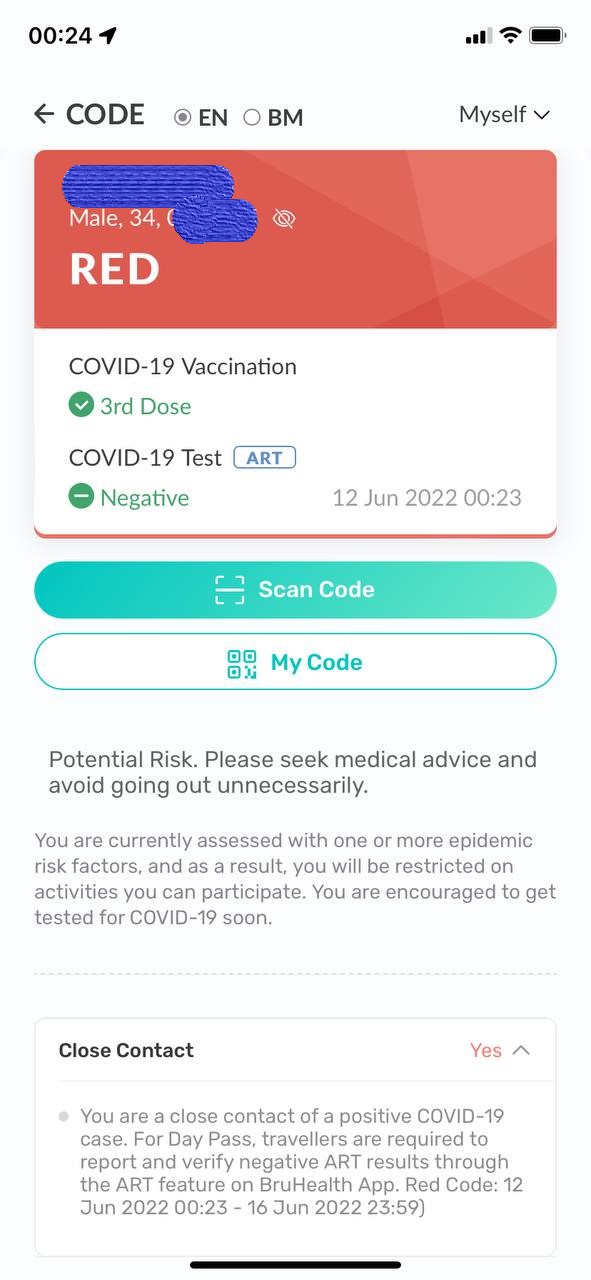 00:24
CODE EN BM Myself
Male, 34,
RED
COVID-19 Vaccination
3rd Dose
COVID-19 Test ART
Negative 12 Jun 2022 00:23
Scan Code
My Code
Potential Risk. Please seek medical advice and
avoid going out unnecessarily.
You are currently assessed with one or more epidemic
risk factors, and as a result, you will be restricted on
activities you can participate. You are encouraged to get
tested for COVID-19 soon.
Close Contact Yes
You are a close contact of a positive COVID-19
case. For Day Pass, travellers are required to
report and verify negative ART results through
the ART feature on BruHealth App. Red Code: 12
Jun 2022 00:23 - 16 Jun 2022 23:59)